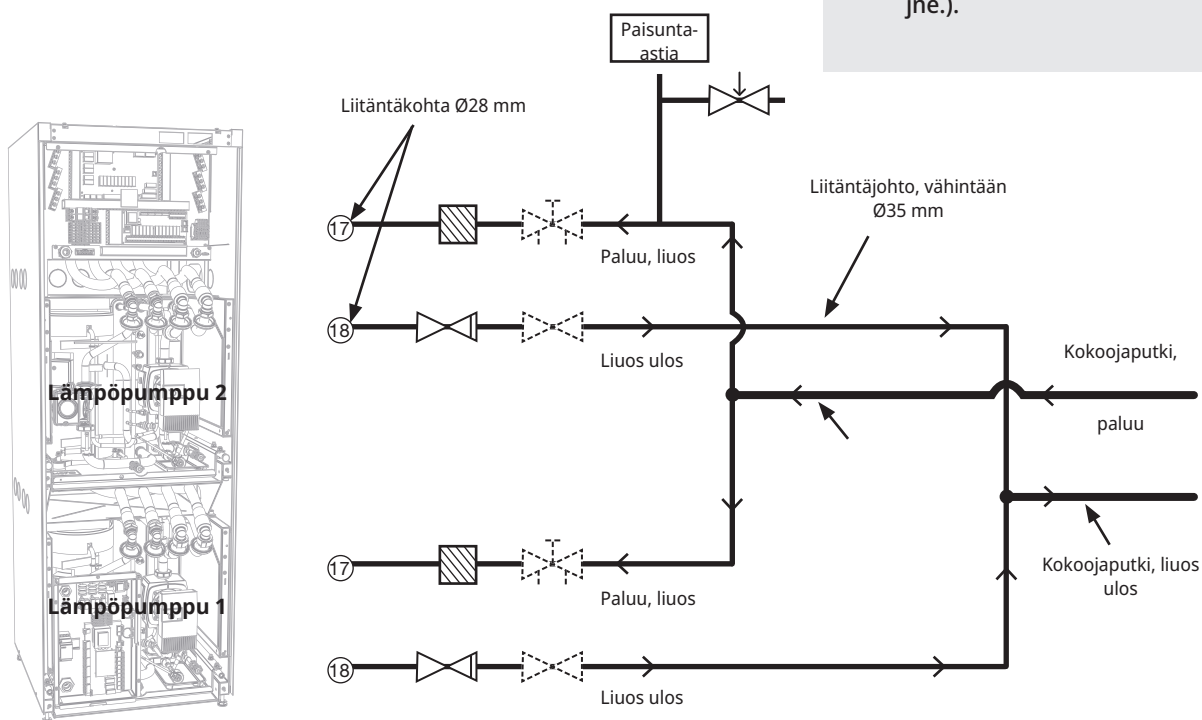 jne.).
Paisunta-
astia
Liitäntäkohta Ø28 mm
Liitäntäjohto, vähintään
Ø35 mm
17
Paluu, liuos
18
Liuos ulos
Kokoojaputki,
paluu
Lämpöpumppu 2
17
Paluu, liuos
Kokoojaputki, liuos
ulos
Lämpöpumppu 1
18
Liuos ulos